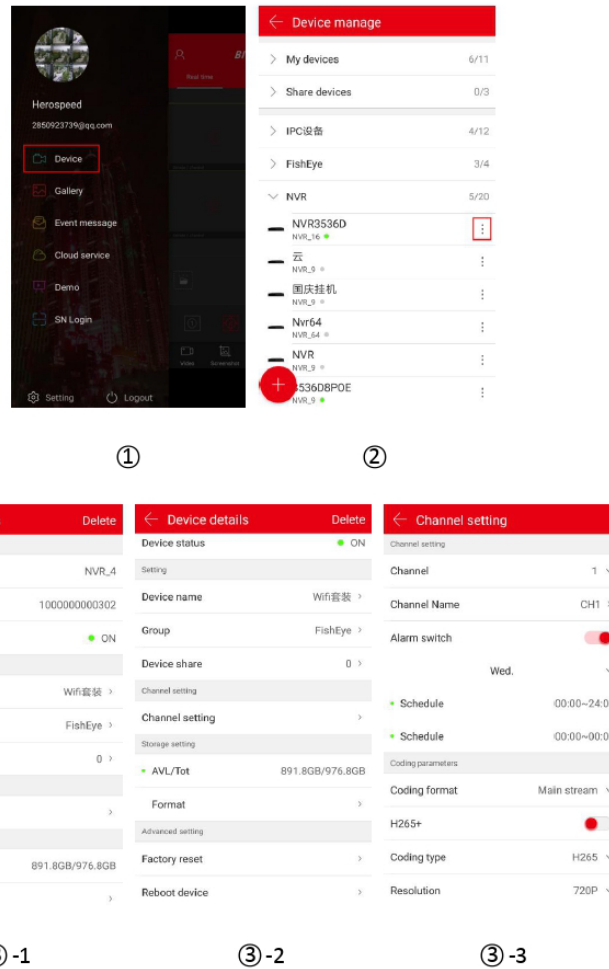 Herospeed
2850923739@qq.com
Device
Gallery
Event message
Cloud service
Demo
SN Login
Setting
Logout
Real time
Video
Screenshot
①
Device manage
My devices 6/11
Share devices 0/3
IPC设备 4/12
FishEye 3/4
NVR 5/20
NVR3536D
NVR_16
云
NVR_9
国庆挂机
NVR_9
Nvr64
NVR_64
NVR
NVR_9
3536D8POE
NVR_9
②
Delete
NVR_4
1000000000302
ON
Wifi套装
FishEye
0
891.8GB/976.8GB
-1
Device details Delete
Device status ON
Setting
Device name Wifi套装
Group FishEye
Device share 0
Channel setting
Channel setting
Storage setting
AVL/Tot 891.8GB/976.8GB
Format
Advanced setting
Factory reset
Reboot device
③-2
Channel setting
Channel setting
Channel 1
Channel Name CH1
Alarm switch
Wed.
Schedule 00:00~24:0
Schedule 00:00~00:0
Coding parameters
Coding format Main stream
H265+
Coding type H265
Resolution 720P
③-3